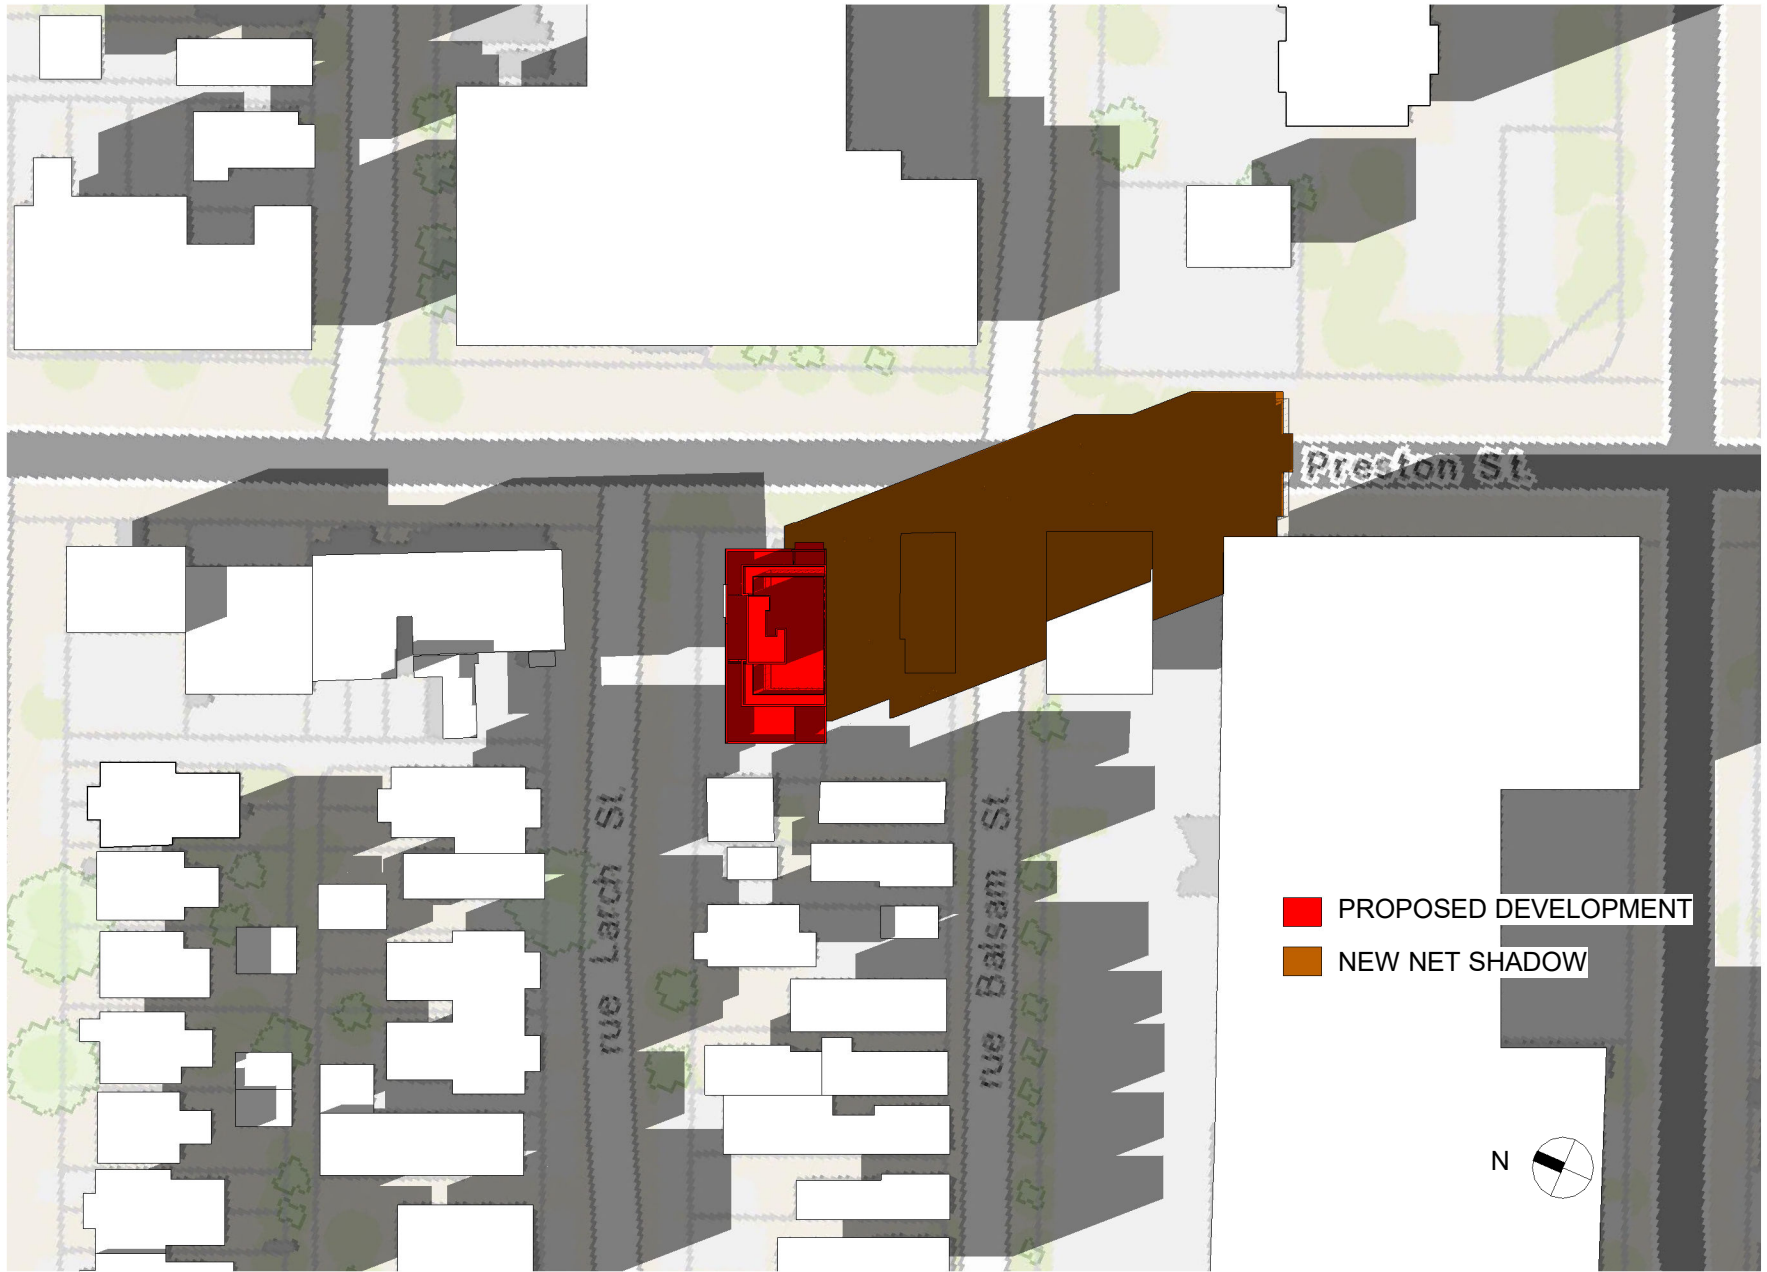 Preston St.
rue Larch St.
rue Balsam St.
PROPOSED DEVELOPMENT
NEW NET SHADOW
N